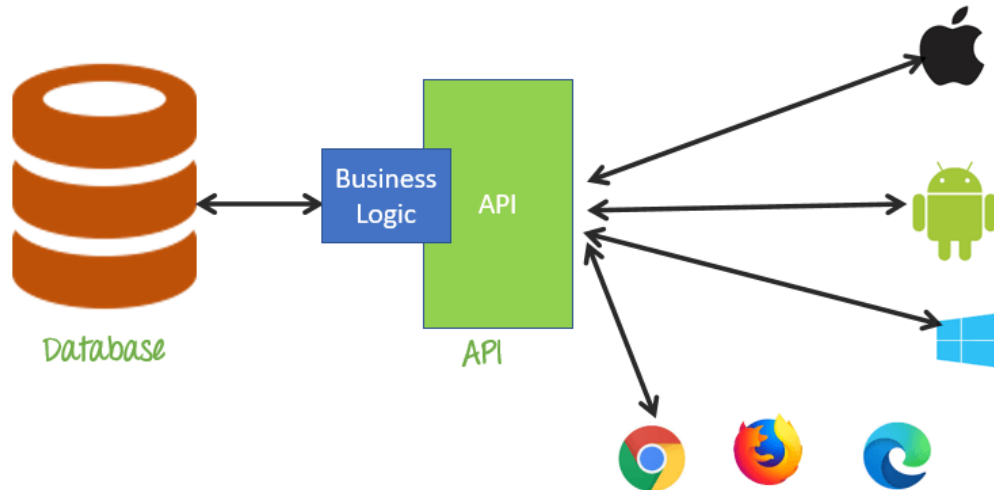 Business
Logic
API
Database
API